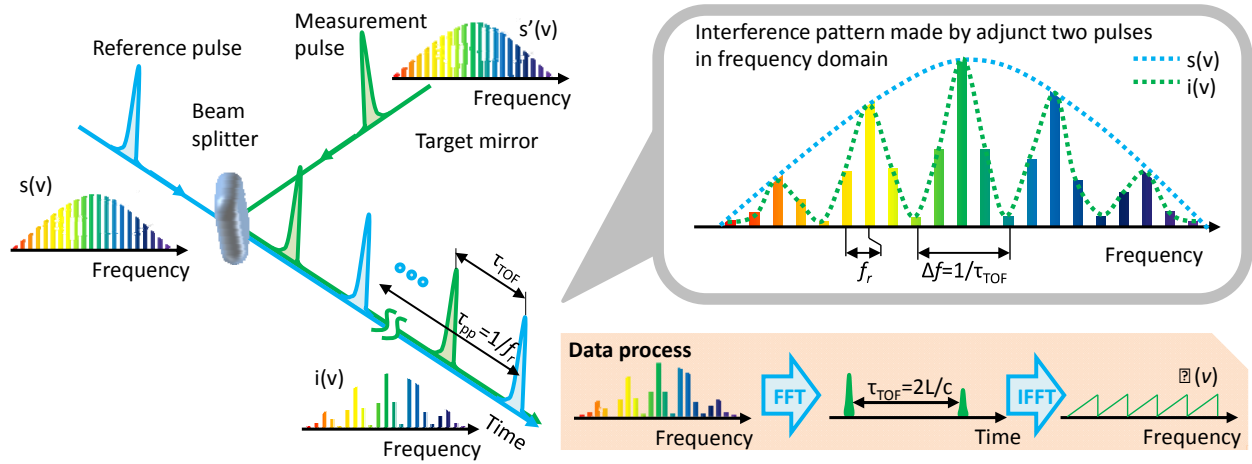 Reference pulse
Measurement
pulse
s'(v)
Frequency
Beam
splitter
Target mirror
s(v)
Frequency
τTOF
τpp=1/fr
i(v)
Frequency
Time
Interference pattern made by adjunct two pulses
in frequency domain
s(v)
i(v)
Frequency
fr
Δf=1/τTOF
Data process
Frequency
FFT
τTOF=2L/c
Time
IFFT
(v)
Frequency